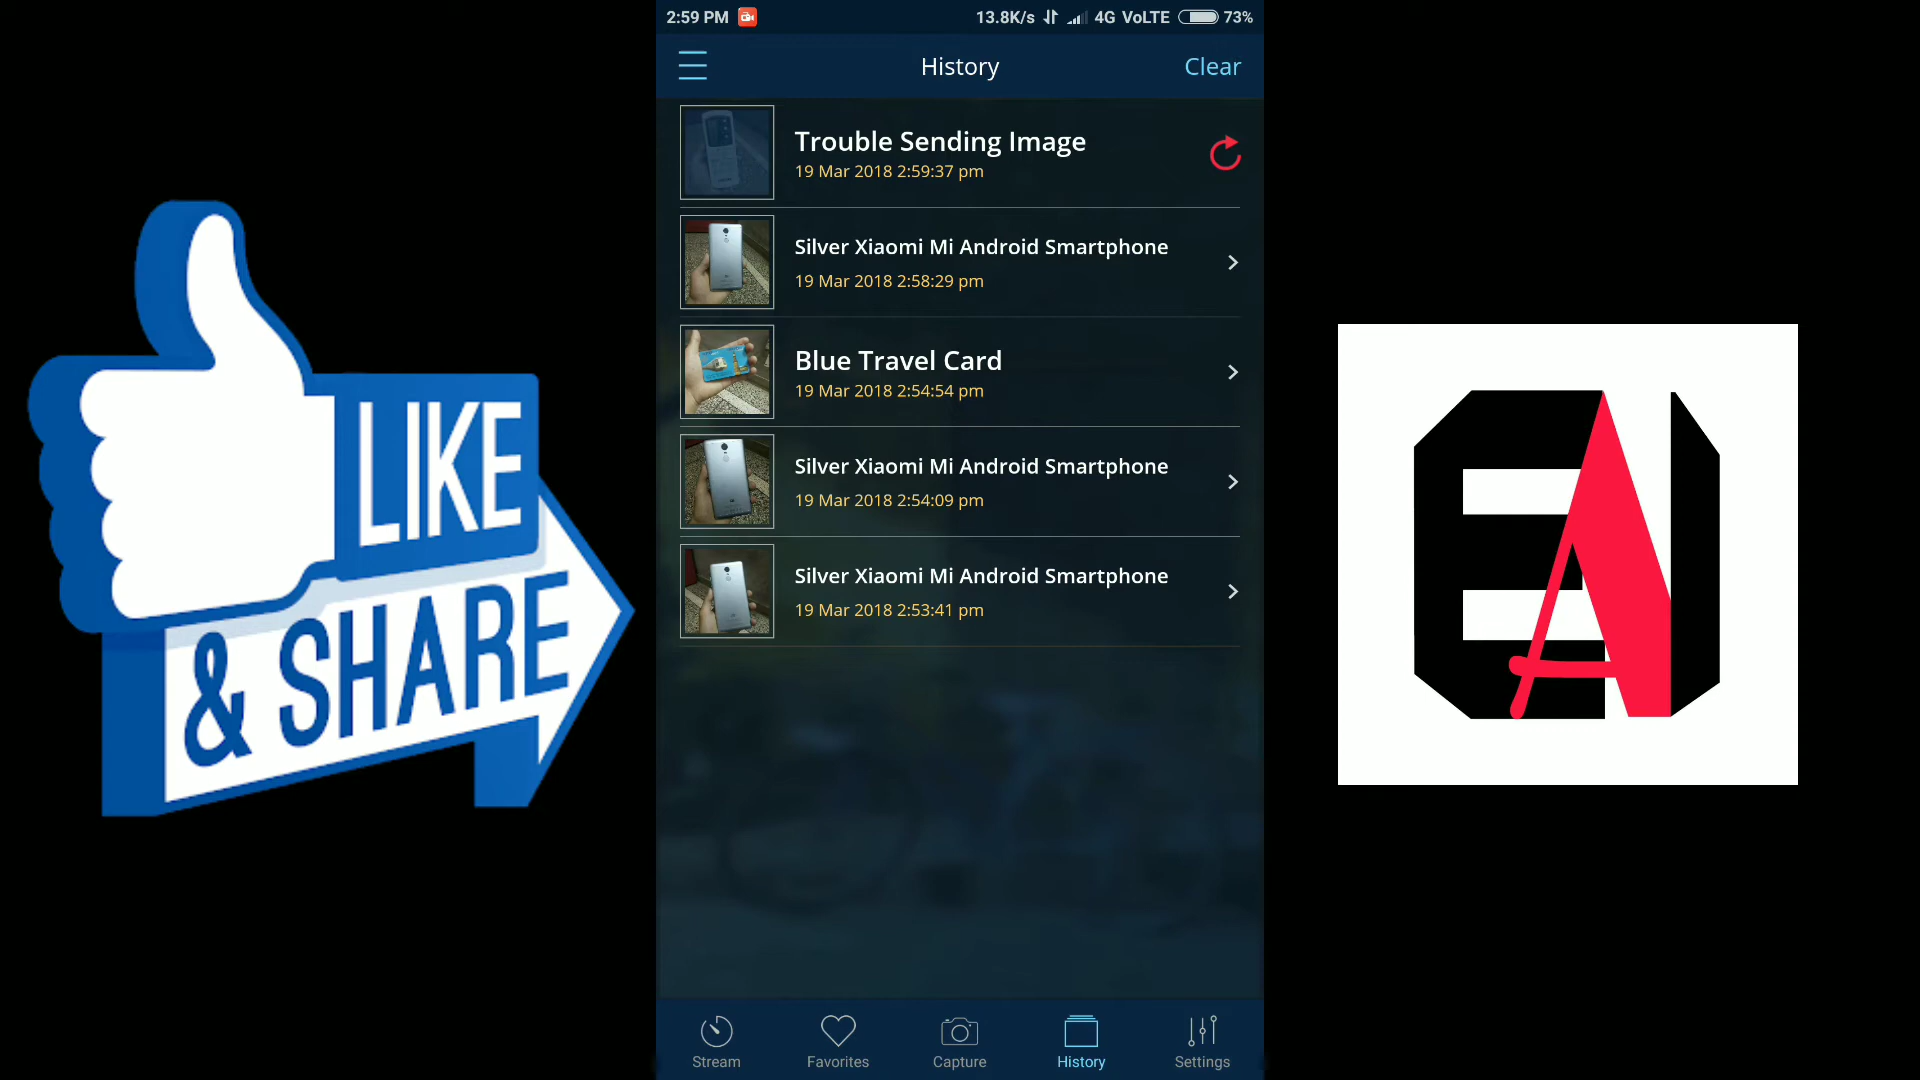 2:59 PM 13.8K/s 4G VoLTE 73%
History Clear
Trouble Sending Image
19 Mar 2018 2:59:37 pm
Silver Xiaomi Mi Android Smartphone
19 Mar 2018 2:58:29 pm
Blue Travel Card
19 Mar 2018 2:54:54 pm
Silver Xiaomi Mi Android Smartphone
19 Mar 2018 2:54:09 pm
Silver Xiaomi Mi Android Smartphone
19 Mar 2018 2:53:41 pm
Stream Favorites Capture History Settings
LIKE
& SHARE